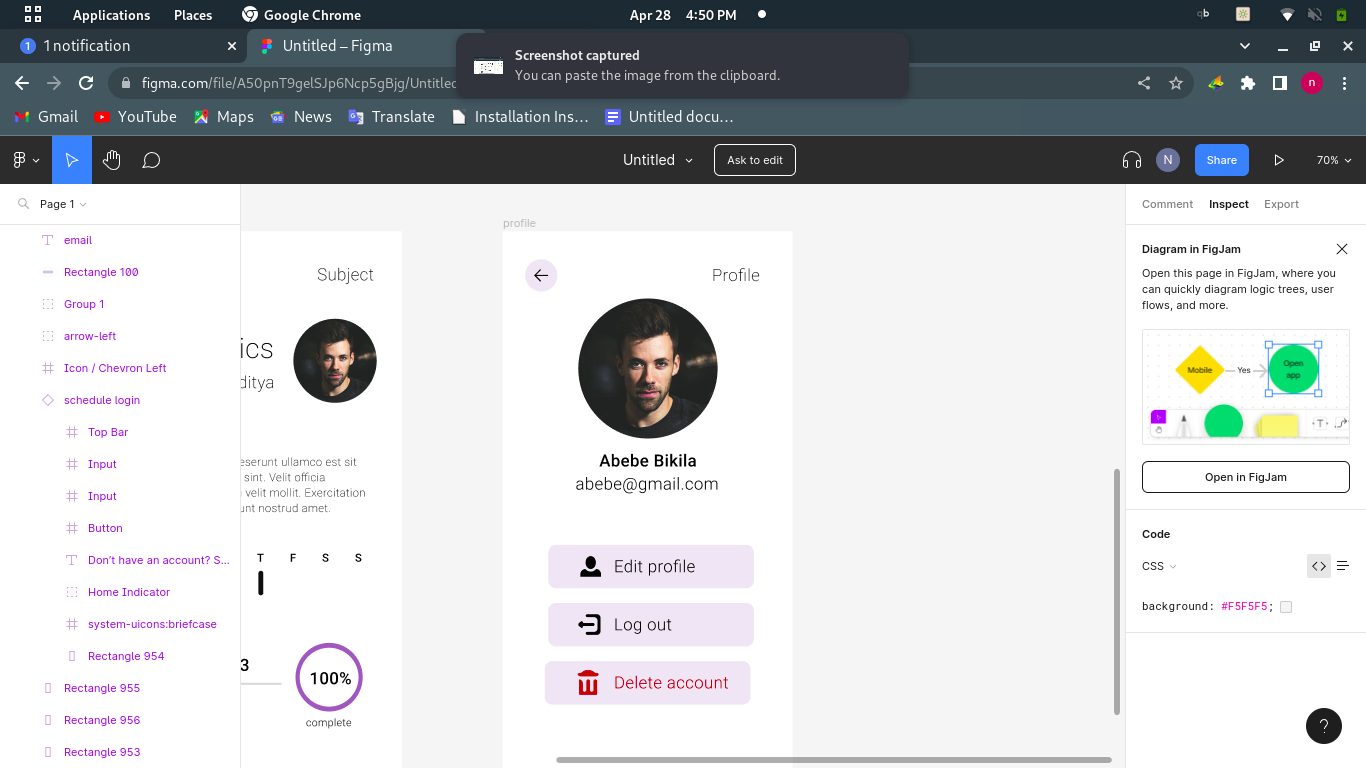 Applications Places Google Chrome Apr 28 4:50 PM qb
1 1 notification Untitled – Figma
Screenshot captured
You can paste the image from the clipboard.
figma.com/file/A50pnT9gelSJp6Ncp5gBjg/Untitled n
Gmail YouTube Maps News Translate Installation Ins… Untitled docu…
Untitled Ask to edit N Share 70%
Page 1
email
Rectangle 100
Group 1
arrow-left
Icon / Chevron Left
schedule login
Top Bar
Input
Input
Button
Don't have an account? S...
Home Indicator
system-uicons:briefcase
Rectangle 954
Rectangle 955
Rectangle 956
Rectangle 953
Subject
ics
ditya
eserunt ullamco est sit
sint. Velit officia
velit mollit. Exercitation
unt nostrud amet.
T F S S
3
100%
complete
profile
Profile
Abebe Bikila
abebe@gmail.com
Edit profile
Log out
Delete account
Comment Inspect Export
Diagram in FigJam
Open this page in FigJam, where you
can quickly diagram logic trees, user
flows, and more.
Mobile Yes Open
app
T
Open in FigJam
Code
CSS
background: #F5F5F5;
?